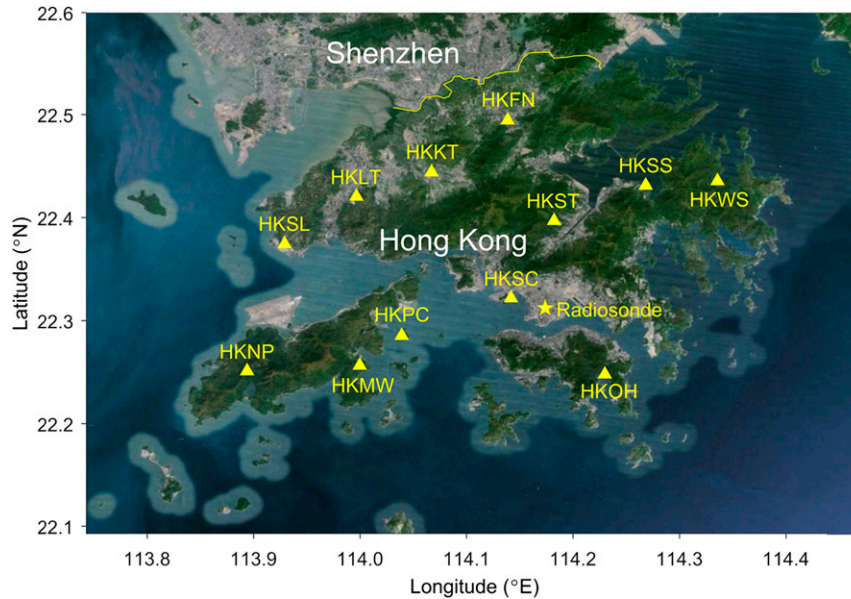 22.6
22.5
22.4
22.3
22.2
22.1
Latitude (°N)
Shenzhen
HKFN
HKKT
HKSS
HKLT
HKWS
HKST
HKSL
Hong Kong
HKSC
Radiosonde
HKPC
HKNP
HKMW
HKOH
113.8 113.9 114.0 114.1 114.2 114.3 114.4
Longitude (°E)